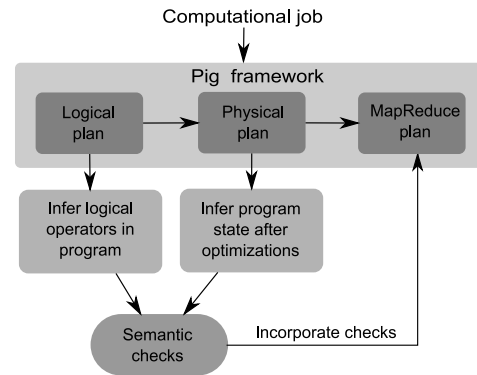 Computational job
Pig framework
Logical
plan
Physical
plan
MapReduce
plan
Infer logical
operators in
program
Infer program
state after
optimizations
Semantic
checks
Incorporate checks